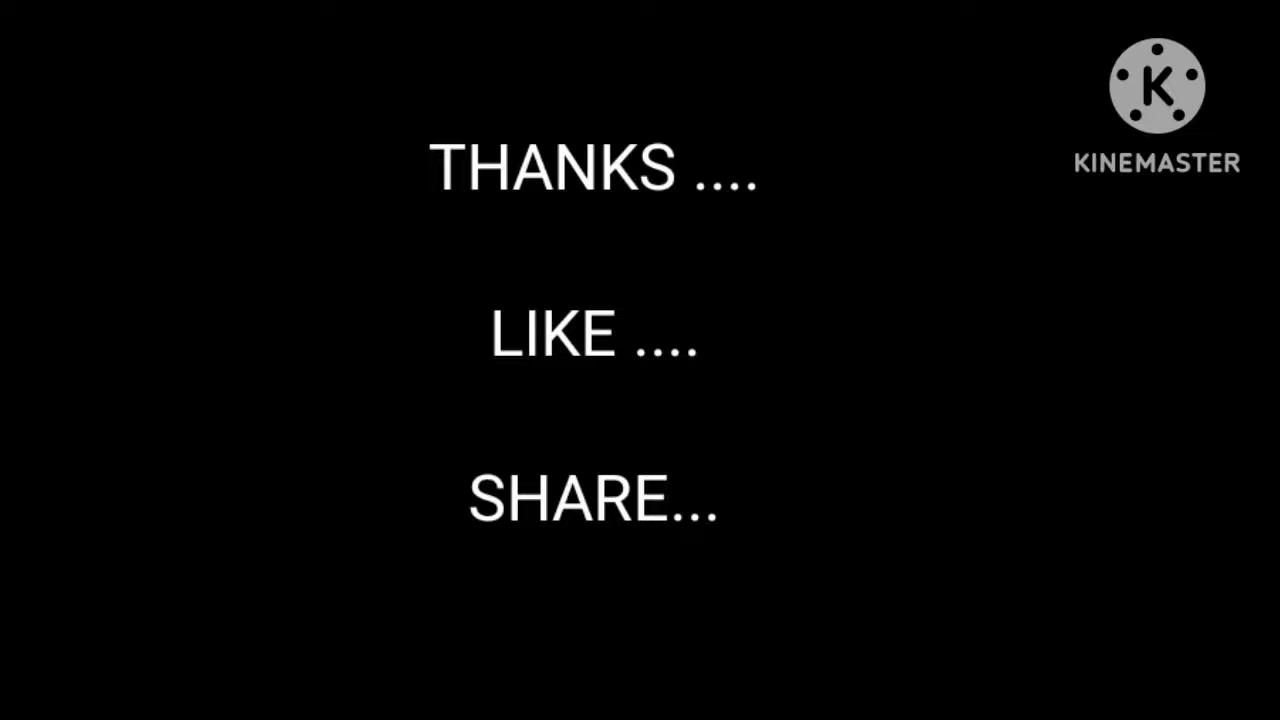 K
KINEMASTER
THANKS ....
LIKE ....
SHARE...